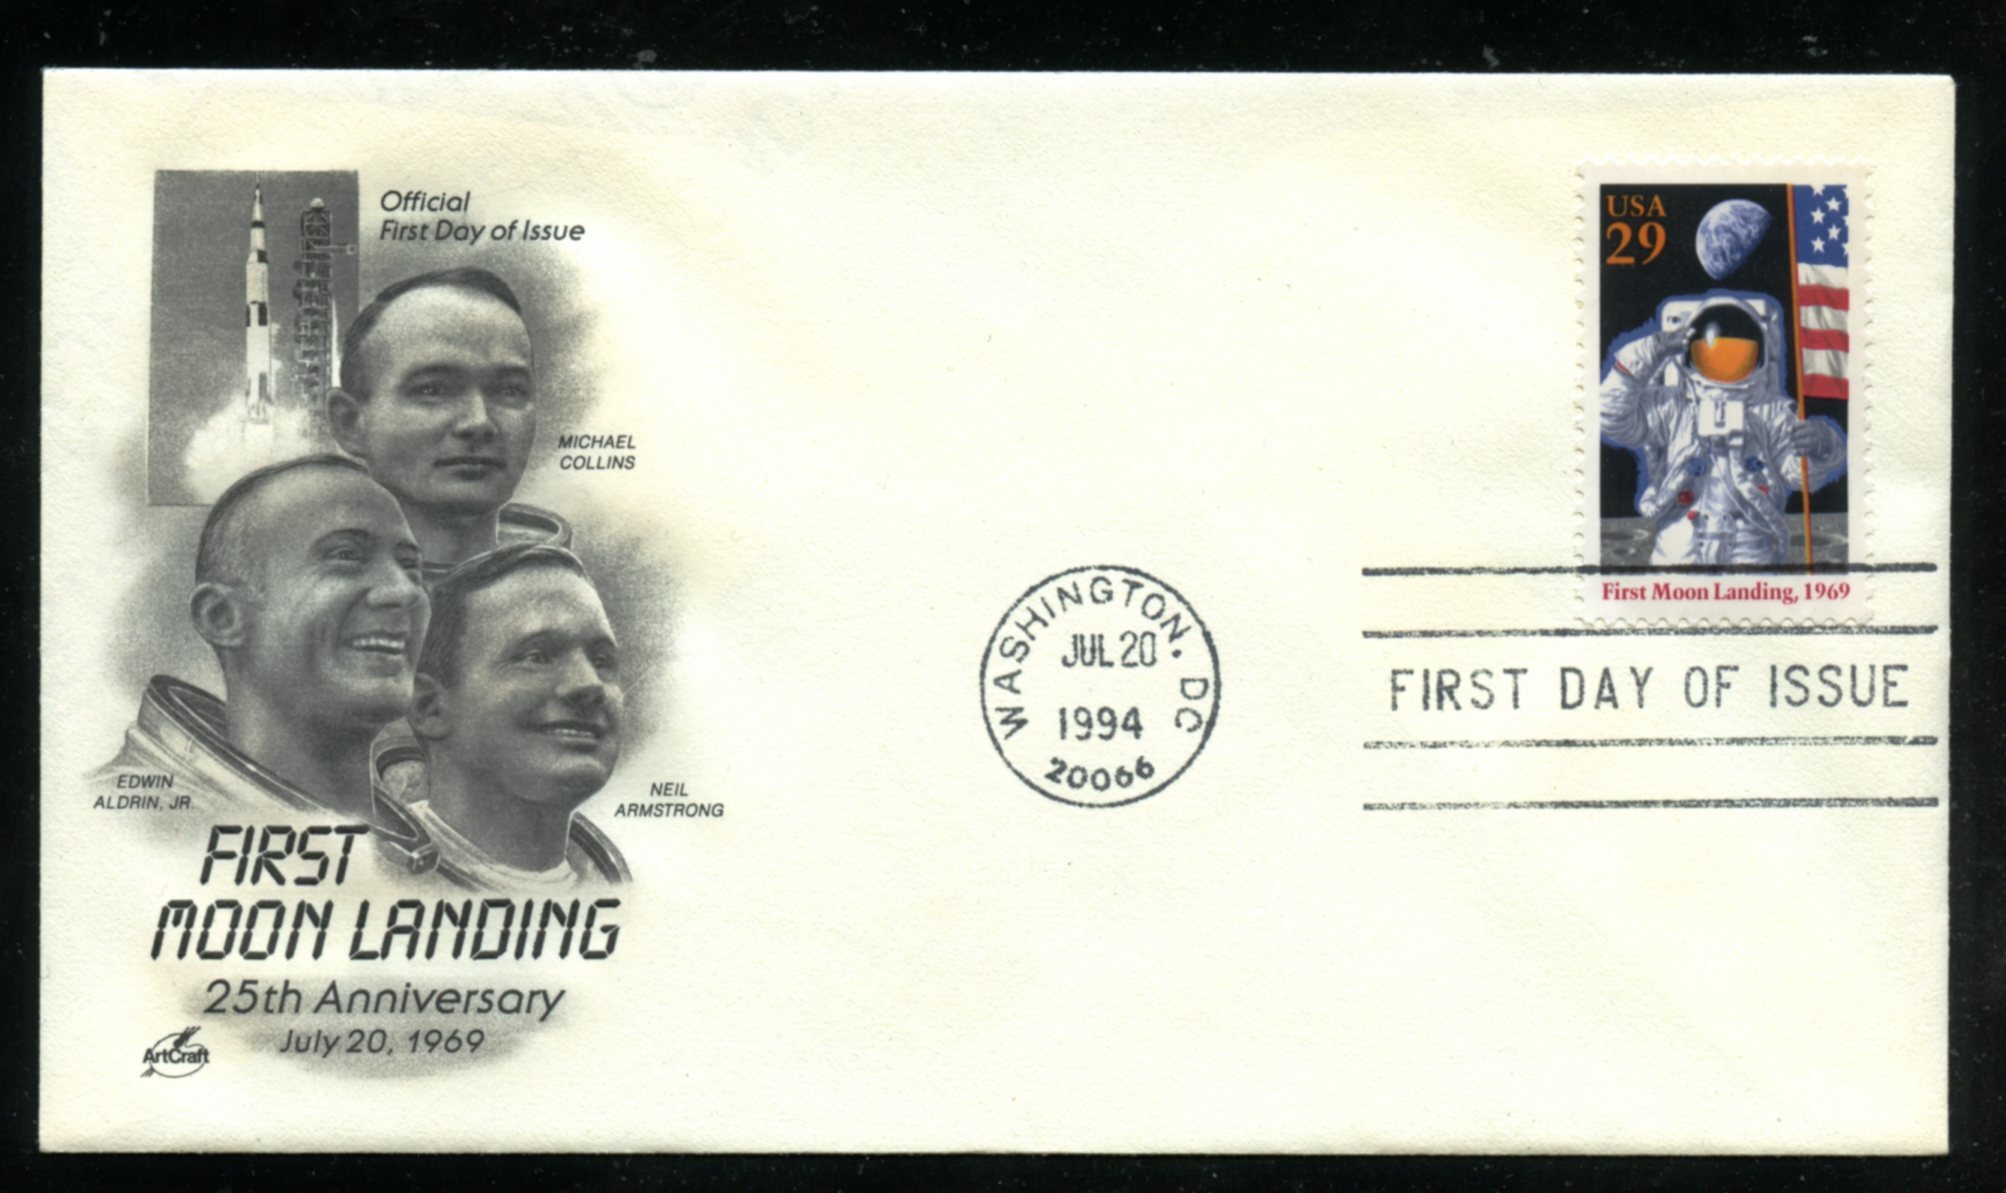 Official
First Day of Issue
MICHAEL
COLLINS
EDWIN
ALDRIN, JR.
NEIL
ARMSTRONG
FIRST
MOON LANDING
25th Anniversary
July 20, 1969
ArtCraft
WASHINGTON, DC
JUL 20
1994
20066
USA
29
First Moon Landing, 1969
FIRST DAY OF ISSUE